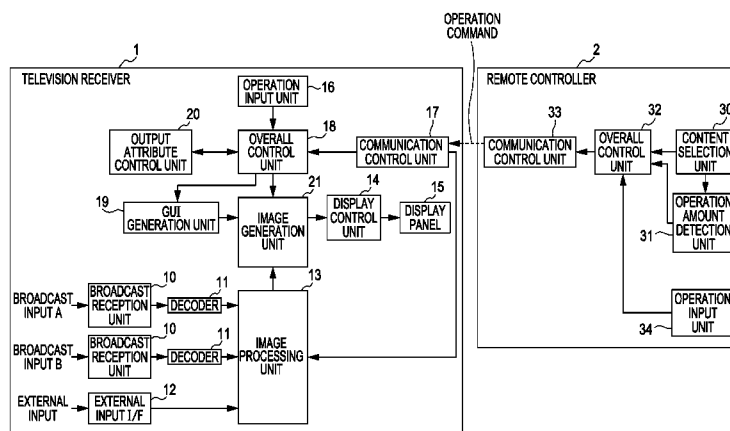 OPERATION
COMMAND
1
2
TELEVISION RECEIVER
REMOTE CONTROLLER
OPERATION
INPUT UNIT
16
20
OUTPUT
ATTRIBUTE
CONTROL UNIT
18
OVERALL
CONTROL
UNIT
17
COMMUNICATION
CONTROL UNIT
33
COMMUNICATION
CONTROL UNIT
32
OVERALL
CONTROL
UNIT
30
CONTENT
SELECTION
UNIT
19
GUI
GENERATION UNIT
21
IMAGE
GENERATION
UNIT
14
DISPLAY
CONTROL
UNIT
15
DISPLAY
PANEL
31
OPERATION
AMOUNT
DETECTION
UNIT
BROADCAST
INPUT A
10
BROADCAST
RECEPTION
UNIT
11
DECODER
13
IMAGE
PROCESSING
UNIT
BROADCAST
INPUT B
10
BROADCAST
RECEPTION
UNIT
11
DECODER
34
OPERATION
INPUT
UNIT
EXTERNAL
INPUT
12
EXTERNAL
INPUT I/F